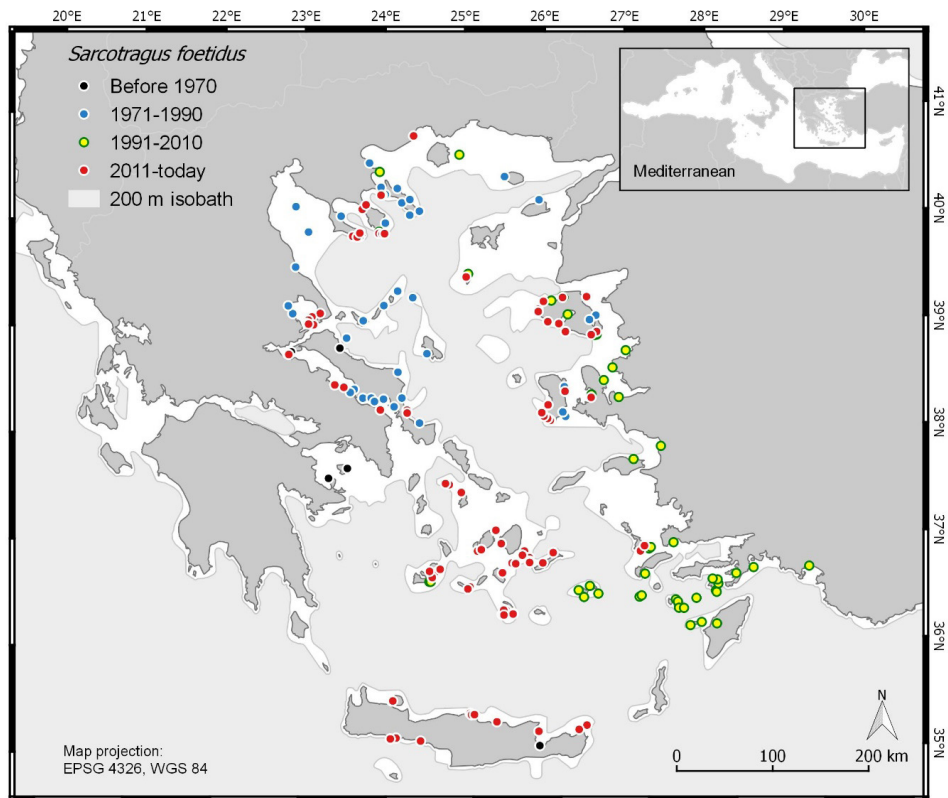 20°E 21°E 22°E 23°E 24°E 25°E 26°E 27°E 28°E 29°E 30°E
Sarcotragus foetidus
Before 1970
1971-1990
1991-2010
2011-today
200 m isobath
Mediterranean
41°N
40°N
39°N
38°N
37°N
36°N
35°N
N
0 100 200 km
Map projection:
EPSG 4326, WGS 84